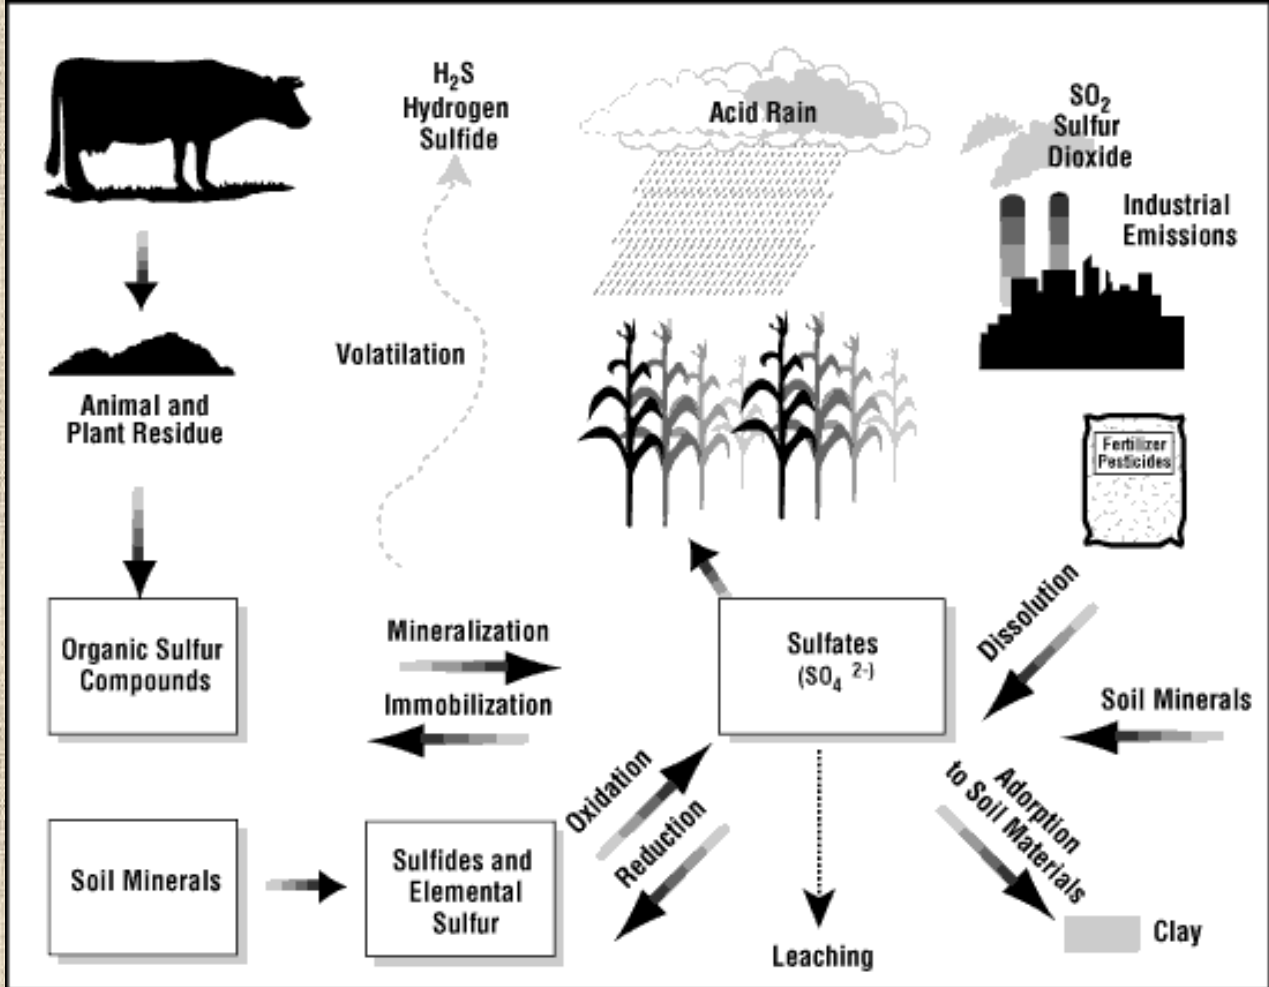 H₂S
Hydrogen
Sulfide
Acid Rain
SO₂
Sulfur
Dioxide
Industrial
Emissions
Volatilation
Animal and
Plant Residue
Fertilizer
Pesticides
Organic Sulfur
Compounds
Mineralization
Immobilization
Sulfates
(SO₄ ²⁻)
Dissolution
Soil Minerals
Oxidation
Reduction
Adorption
to Soil Materials
Soil Minerals
Sulfides and
Elemental
Sulfur
Leaching
Clay